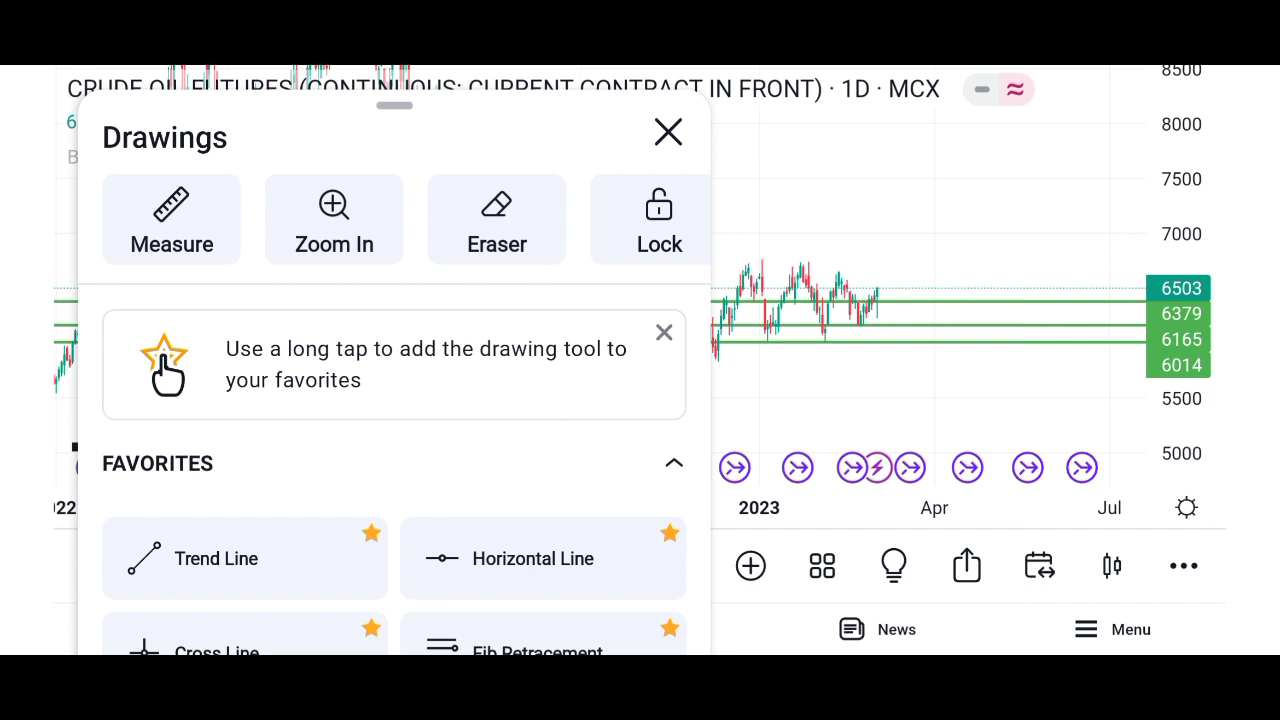 CRUDE OIL FUTURES (CONTINUOUS: CURRENT CONTRACT IN FRONT) · 1D · MCX
6
B
Drawings
Measure
Zoom In
Eraser
Lock
Use a long tap to add the drawing tool to
your favorites
FAVORITES
Trend Line
Horizontal Line
Cross Line
Fib Retracement
8500
8000
7500
7000
6503
6379
6165
6014
5500
5000
022
2023
Apr
Jul
News
Menu